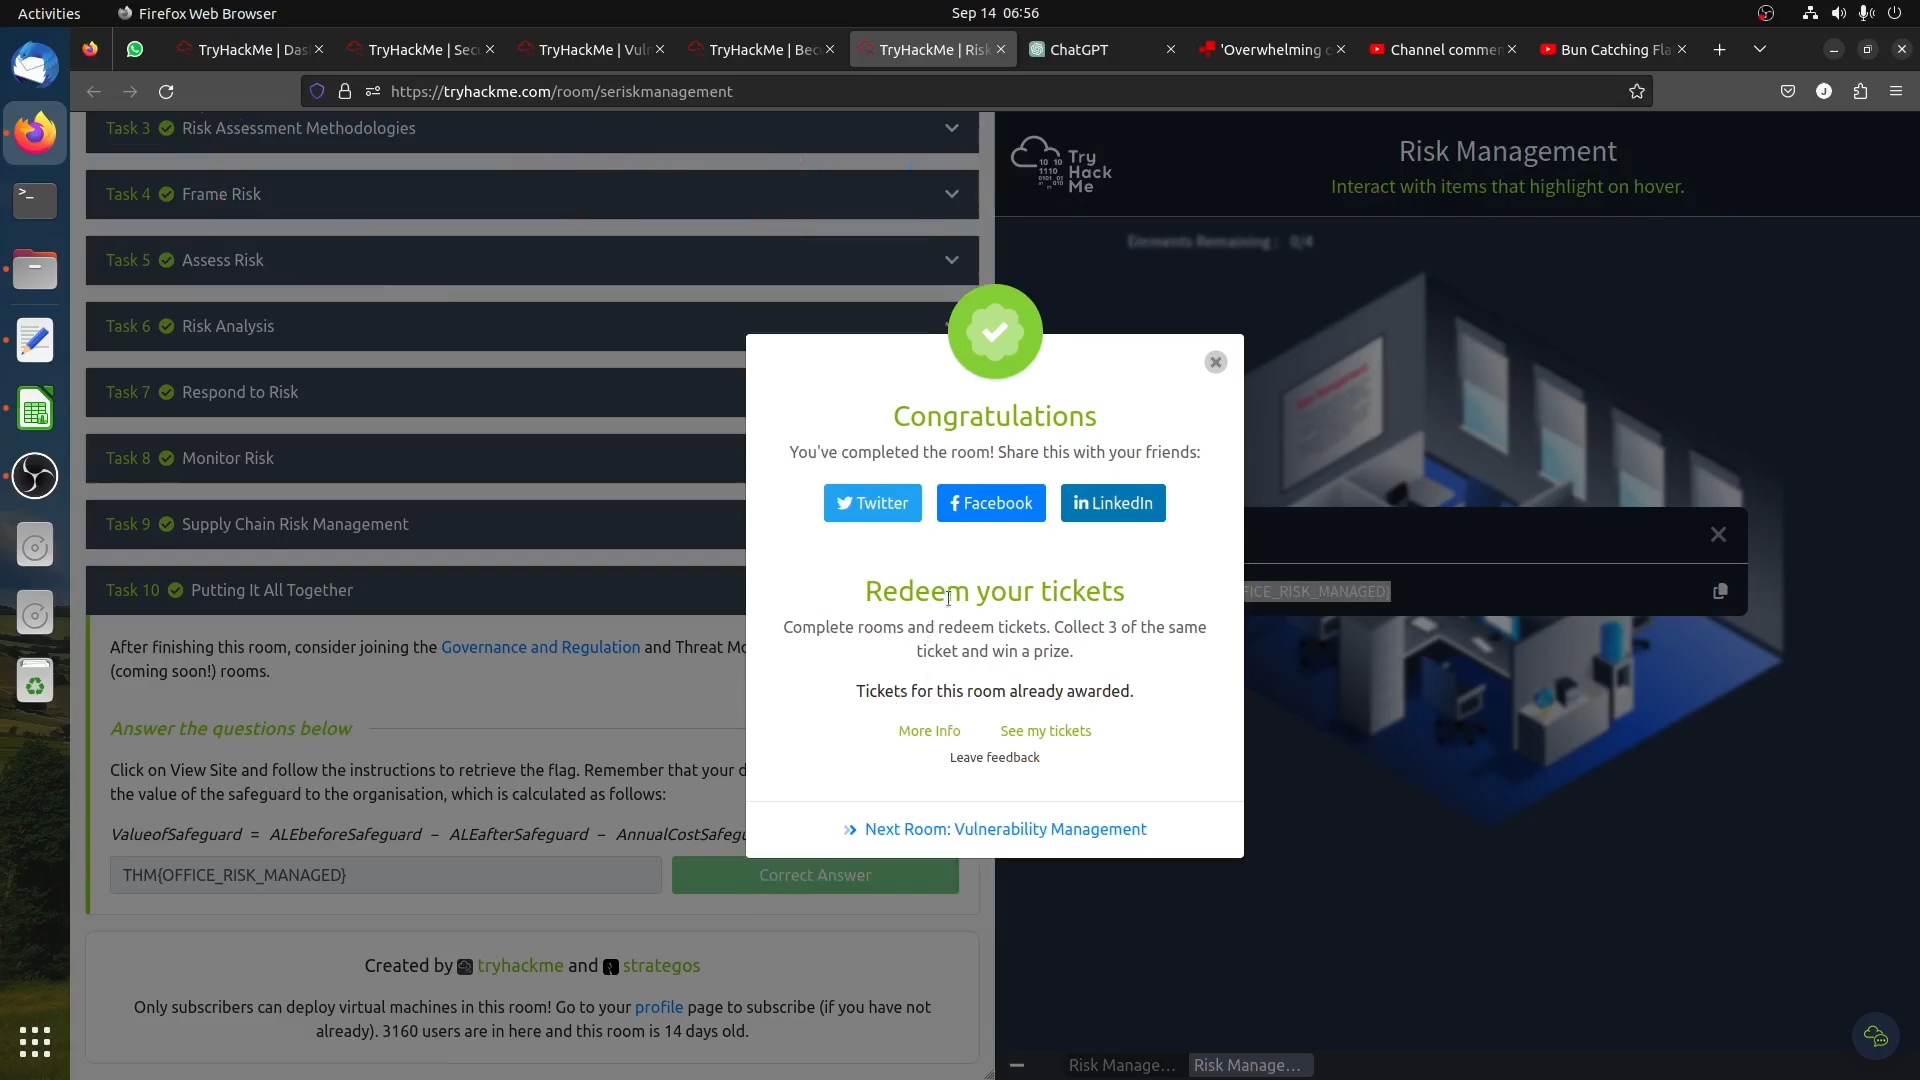 Activities
Firefox Web Browser
Sep 14 06:56
TryHackMe | Das
TryHackMe | Sec
TryHackMe | Vuln
TryHackMe | Bec
TryHackMe | Risk
ChatGPT
'Overwhelming c
Channel commen
Bun Catching Fla
https://tryhackme.com/room/seriskmanagement
Task 3 Risk Assessment Methodologies
Task 4 Frame Risk
Task 5 Assess Risk
Task 6 Risk Analysis
Task 7 Respond to Risk
Task 8 Monitor Risk
Task 9 Supply Chain Risk Management
Task 10 Putting It All Together
After finishing this room, consider joining the Governance and Regulation and Threat Mo
(coming soon!) rooms.
Answer the questions below
Click on View Site and follow the instructions to retrieve the flag. Remember that your d
the value of the safeguard to the organisation, which is calculated as follows:
ValueofSafeguard = ALEbeforeSafeguard − ALEafterSafeguard − AnnualCostSafegu
THM{OFFICE_RISK_MANAGED}
Correct Answer
Created by tryhackme and strategos
Only subscribers can deploy virtual machines in this room! Go to your profile page to subscribe (if you have not
already). 3160 users are in here and this room is 14 days old.
Congratulations
You've completed the room! Share this with your friends:
Twitter
Facebook
LinkedIn
Redeem your tickets
Complete rooms and redeem tickets. Collect 3 of the same
ticket and win a prize.
Tickets for this room already awarded.
More Info
See my tickets
Leave feedback
Next Room: Vulnerability Management
Try
Hack
Me
Risk Management
Interact with items that highlight on hover.
Elements Remaining : 0/4
FICE_RISK_MANAGED}
Risk Manage...
Risk Manage...